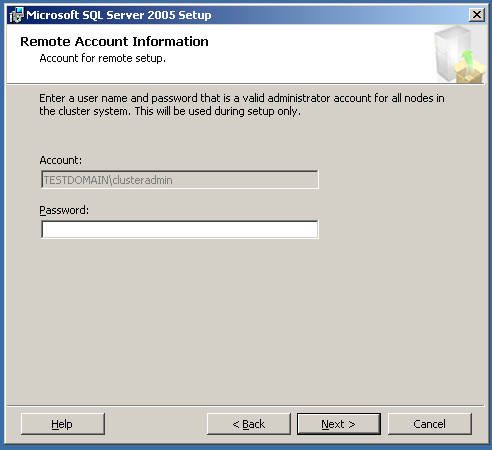 Microsoft SQL Server 2005 Setup
Remote Account Information
Account for remote setup.
Enter a user name and password that is a valid administrator account for all nodes in
the cluster system. This will be used during setup only.
Account:
TESTDOMAIN\clusteradmin
Password:
Help
< Back
Next >
Cancel